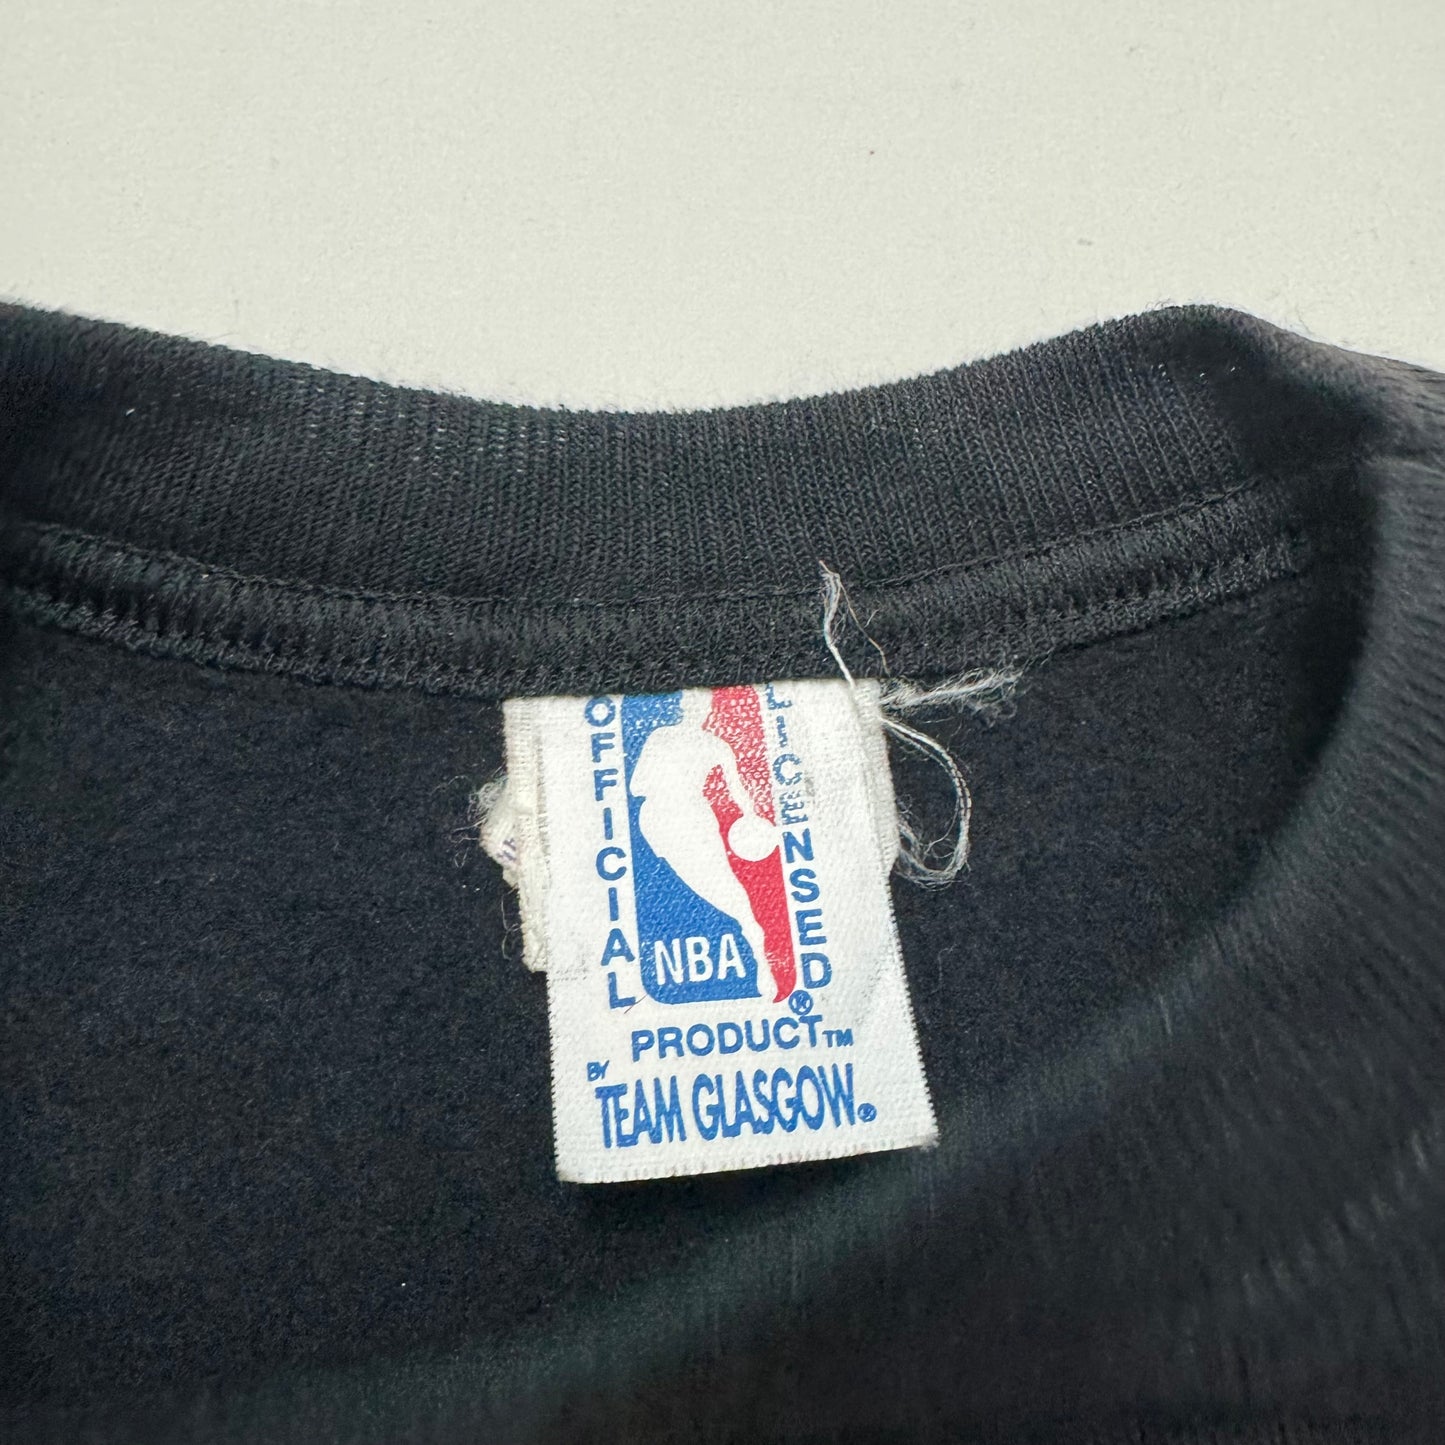 OFFICIAL
LICENSED
NBA
®
PRODUCT™
BY
TEAM GLASGOW®